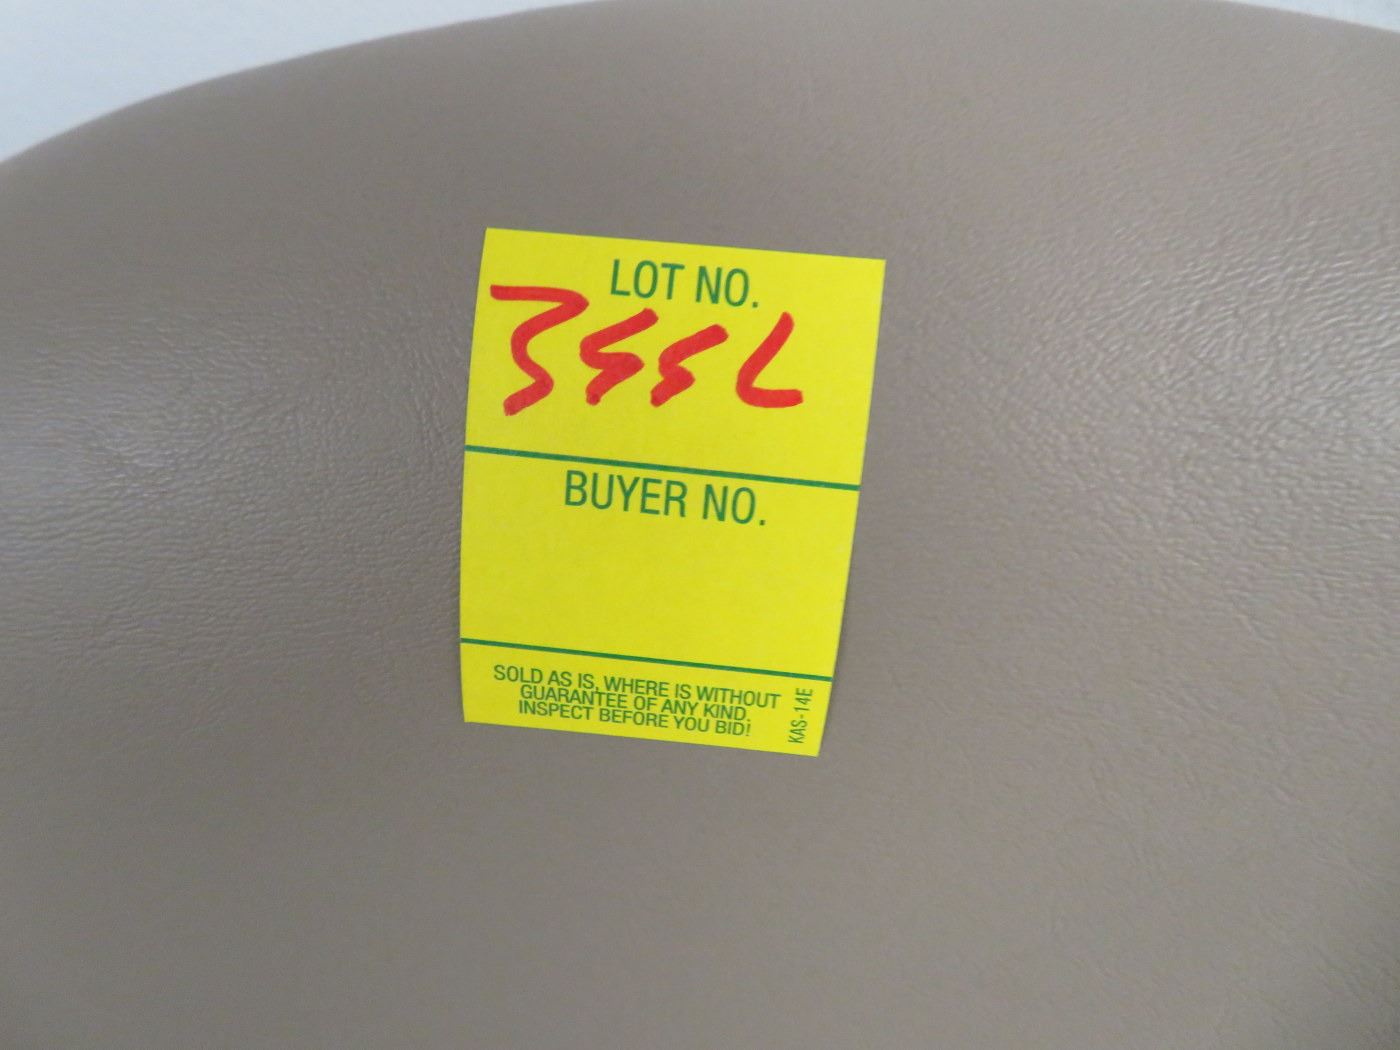 LOT NO.
355L
BUYER NO.
SOLD AS IS, WHERE IS WITHOUT
GUARANTEE OF ANY KIND.
INSPECT BEFORE YOU BID!
KAS-14E